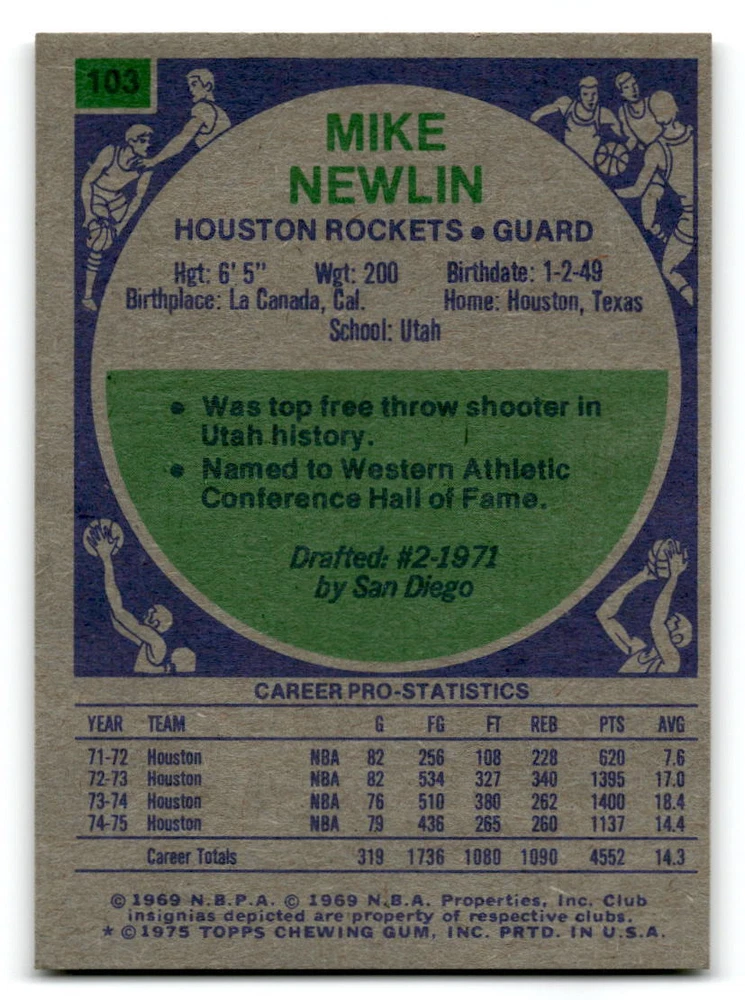 103
MIKE
NEWLIN
HOUSTON ROCKETS • GUARD
Hgt: 6' 5" Wgt: 200 Birthdate: 1-2-49
Birthplace: La Canada, Cal. Home: Houston, Texas
School: Utah
• Was top free throw shooter in
Utah history.
• Named to Western Athletic
Conference Hall of Fame.
Drafted: #2-1971
by San Diego
CAREER PRO-STATISTICS
YEAR TEAM G FG FT REB PTS AVG
71-72 Houston NBA 82 256 108 228 620 7.6
72-73 Houston NBA 82 534 327 340 1395 17.0
73-74 Houston NBA 76 510 380 262 1400 18.4
74-75 Houston NBA 79 436 265 260 1137 14.4
Career Totals 319 1736 1080 1090 4552 14.3
© 1969 N.B.P.A. © 1969 N.B.A. Properties, Inc. Club
insignias depicted are property of respective clubs.
* © 1975 TOPPS CHEWING GUM, INC. PRTD. IN U.S.A.